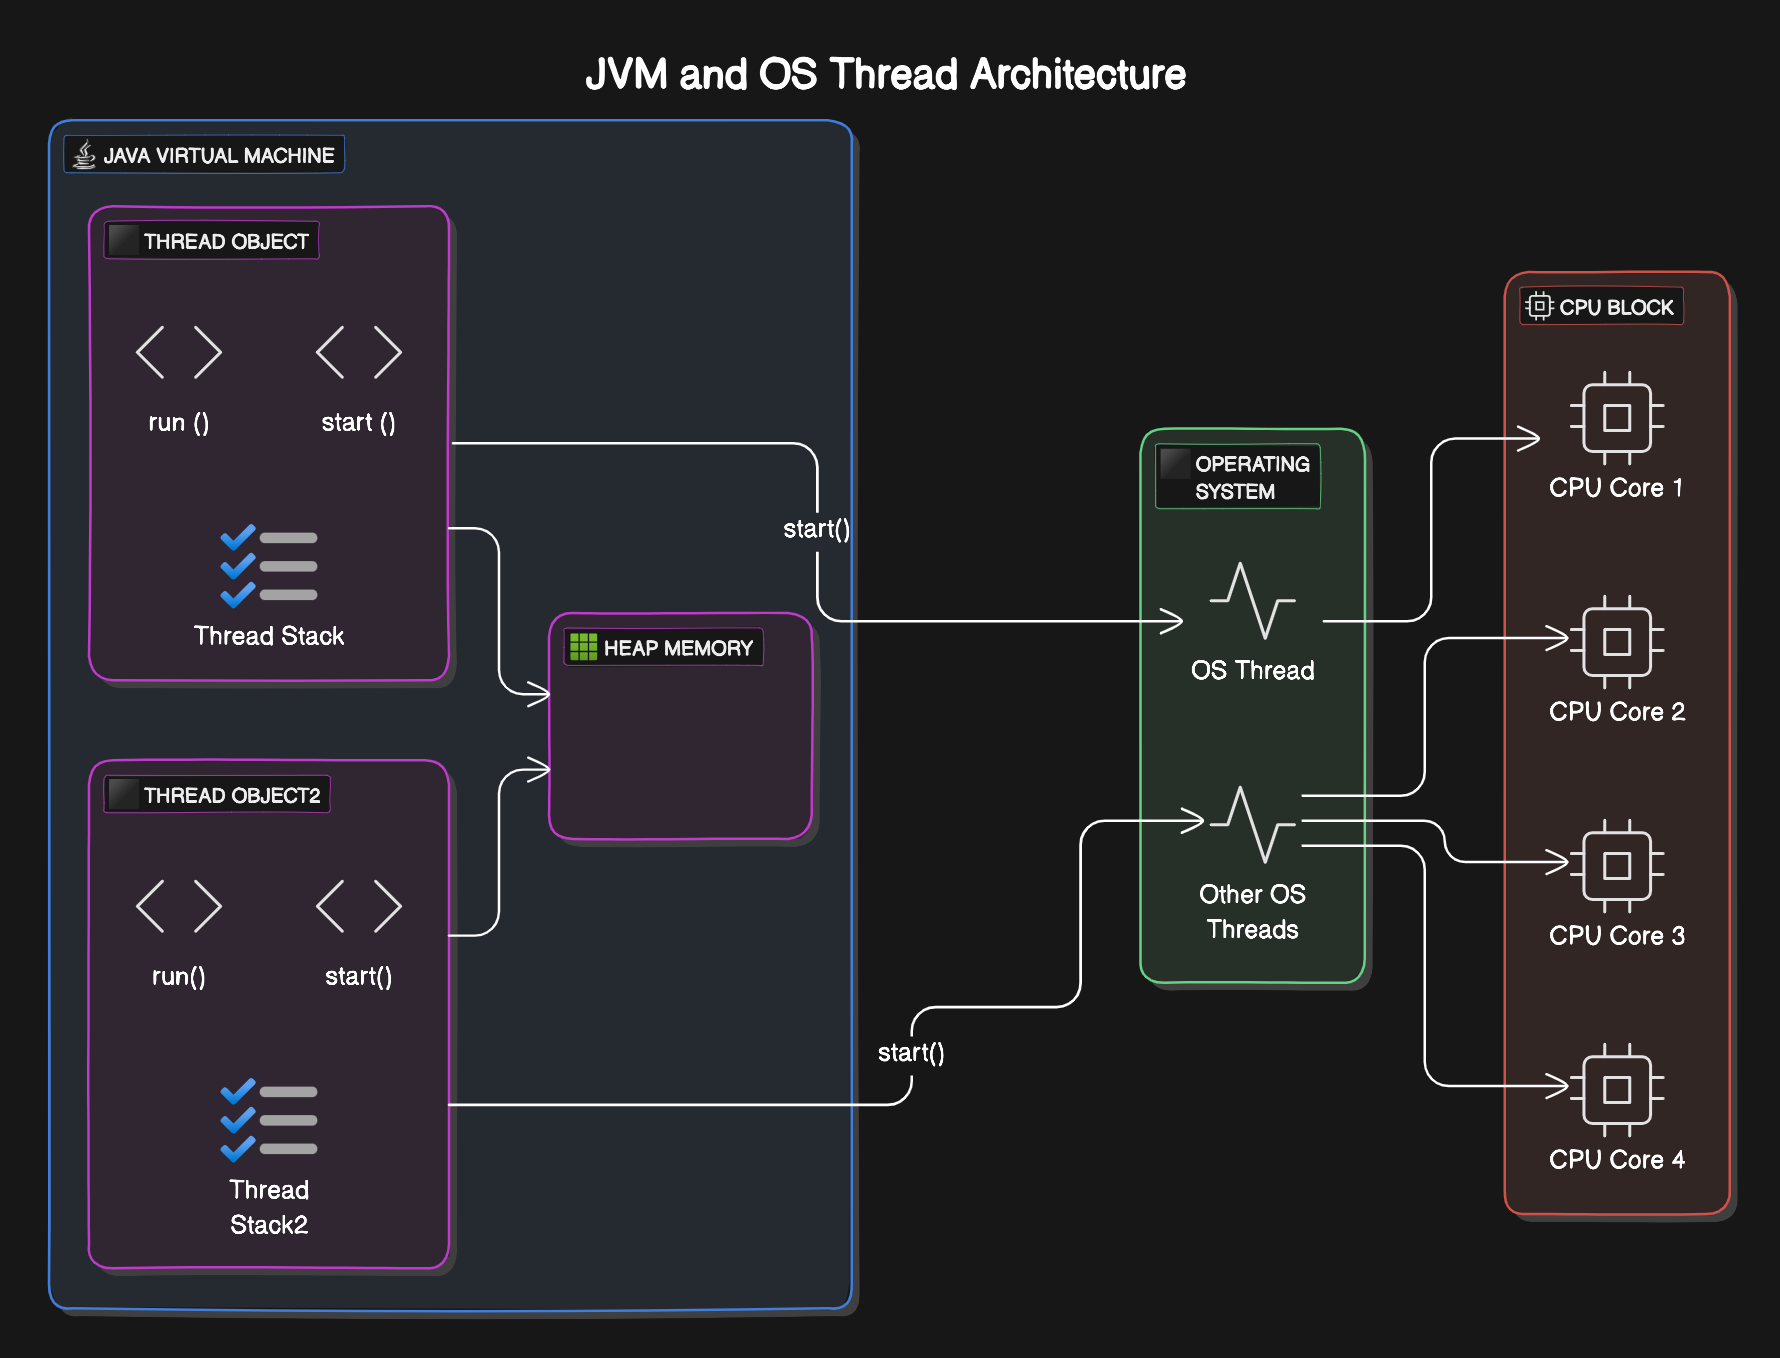 JVM and OS Thread Architecture
JAVA VIRTUAL MACHINE
THREAD OBJECT
run ()
start ()
Thread Stack
start()
HEAP MEMORY
THREAD OBJECT2
run()
start()
Thread
Stack2
start()
OPERATING
SYSTEM
OS Thread
Other OS
Threads
CPU BLOCK
CPU Core 1
CPU Core 2
CPU Core 3
CPU Core 4